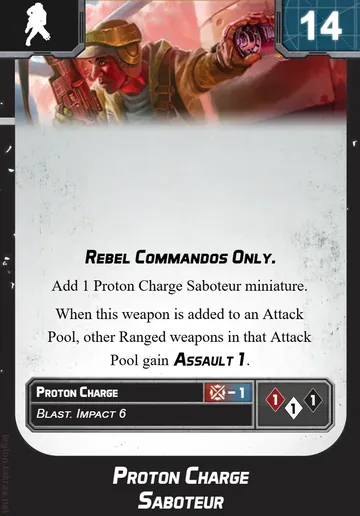 14
REBEL COMMANDOS ONLY.
Add 1 Proton Charge Saboteur miniature.
When this weapon is added to an Attack
Pool, other Ranged weapons in that Attack
Pool gain ASSAULT 1.
PROTON CHARGE
– 1
BLAST. IMPACT 6
1 1 1
PROTON CHARGE
SABOTEUR